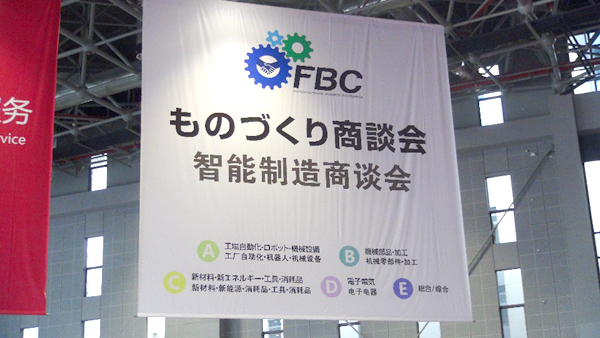 务
vice
FBC
ものづくり商談会
智能制造商谈会
A 工場自動化・ロボット・機械設備
工厂自动化・机器人・机械设备
B 機械部品・加工
机械零部件・加工
C 新材料・新エネルギー・工具・消耗品
新材料・新能源・消耗品・工具・消耗品
D 電子電気
电子电器
E 総合/综合